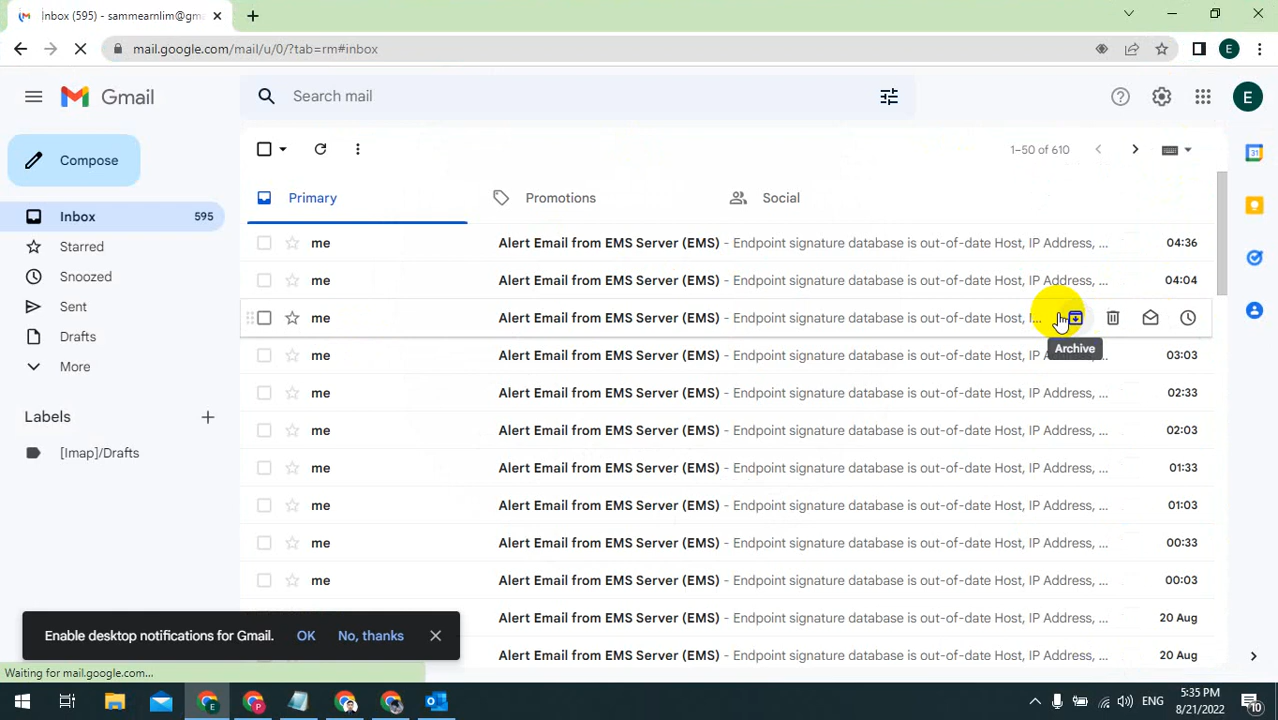 Inbox (595) - sammearnlim@gm
mail.google.com/mail/u/0/?tab=rm#inbox
E
Gmail
Search mail
E
Compose
1–50 of 610
Primary
Promotions
Social
Inbox 595
Starred
Snoozed
Sent
Drafts
More
Labels
[Imap]/Drafts
me Alert Email from EMS Server (EMS) - Endpoint signature database is out-of-date Host, IP Address, ... 04:36
me Alert Email from EMS Server (EMS) - Endpoint signature database is out-of-date Host, IP Address, ... 04:04
me Alert Email from EMS Server (EMS) - Endpoint signature database is out-of-date Host, I...
Archive
me Alert Email from EMS Server (EMS) - Endpoint signature database is out-of-date Host, IP A ... 03:03
me Alert Email from EMS Server (EMS) - Endpoint signature database is out-of-date Host, IP Address, ... 02:33
me Alert Email from EMS Server (EMS) - Endpoint signature database is out-of-date Host, IP Address, ... 02:03
me Alert Email from EMS Server (EMS) - Endpoint signature database is out-of-date Host, IP Address, ... 01:33
me Alert Email from EMS Server (EMS) - Endpoint signature database is out-of-date Host, IP Address, ... 01:03
me Alert Email from EMS Server (EMS) - Endpoint signature database is out-of-date Host, IP Address, ... 00:33
me Alert Email from EMS Server (EMS) - Endpoint signature database is out-of-date Host, IP Address, ... 00:03
Alert Email from EMS Server (EMS) - Endpoint signature database is out-of-date Host, IP Address, ... 20 Aug
Alert Email from EMS Server (EMS) - Endpoint signature database is out-of-date Host, IP Address, ... 20 Aug
Enable desktop notifications for Gmail. OK No, thanks
Waiting for mail.google.com...
ENG
5:35 PM
8/21/2022
10